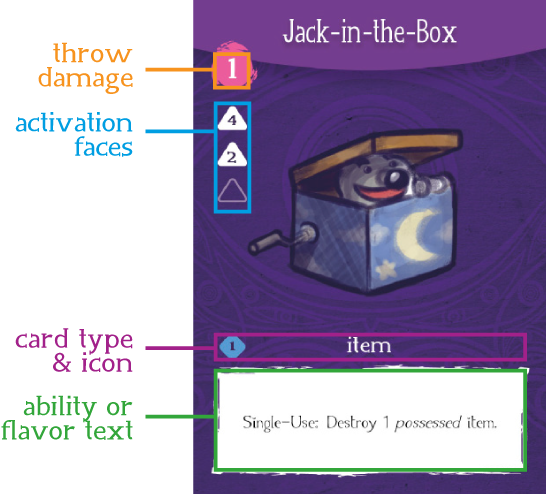 Jack-in-the-Box
throw
damage
1
activation
faces
4
2
card type
& icon
1
item
ability or
flavor text
Single-Use: Destroy 1 possessed item.